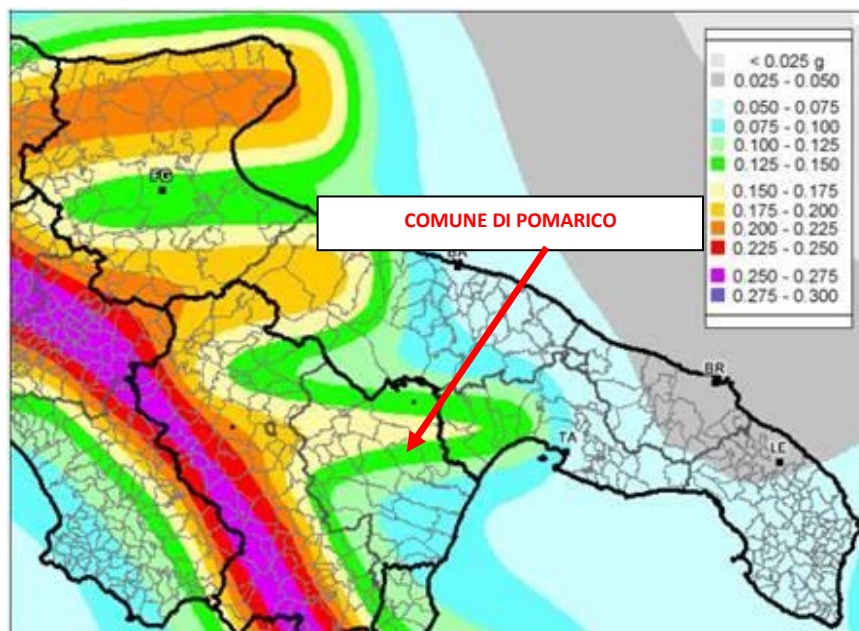 < 0.025 g
0.025 - 0.050
0.050 - 0.075
0.075 - 0.100
0.100 - 0.125
0.125 - 0.150
0.150 - 0.175
0.175 - 0.200
0.200 - 0.225
0.225 - 0.250
0.250 - 0.275
0.275 - 0.300
FG
COMUNE DI POMARICO
BA
BR
TA
LE